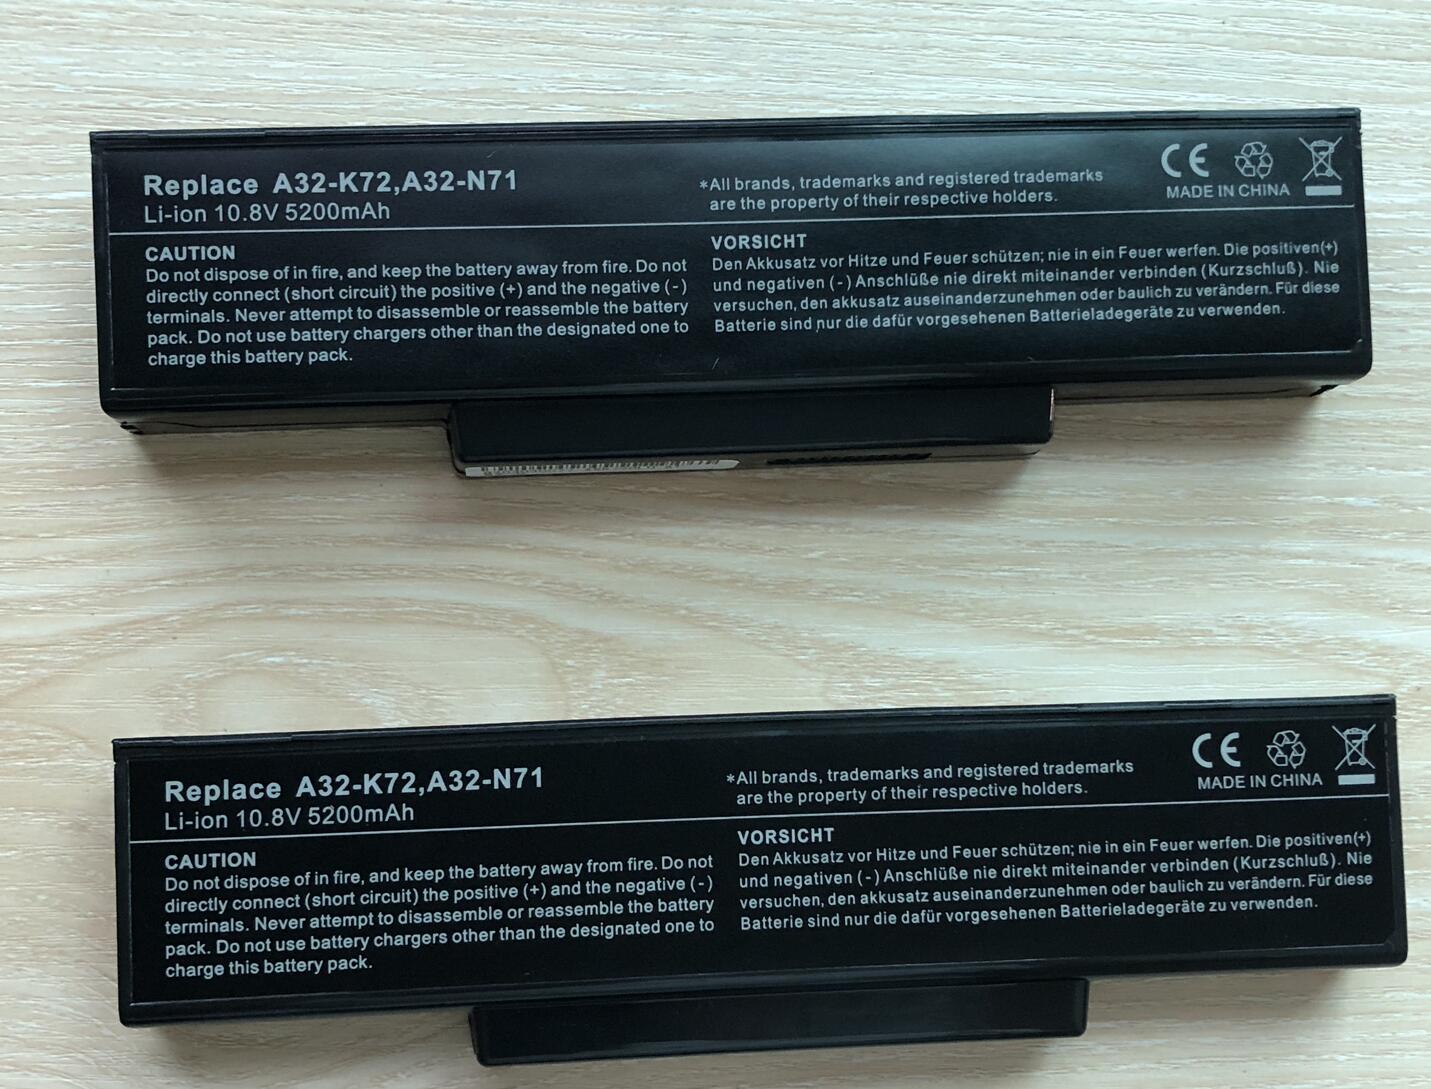 Replace A32-K72,A32-N71
Li-ion 10.8V 5200mAh
*All brands, trademarks and registered trademarks
are the property of their respective holders.
CE
MADE IN CHINA
CAUTION
Do not dispose of in fire, and keep the battery away from fire. Do not
directly connect (short circuit) the positive (+) and the negative (-)
terminals. Never attempt to disassemble or reassemble the battery
pack. Do not use battery chargers other than the designated one to
charge this battery pack.
VORSICHT
Den Akkusatz vor Hitze und Feuer schützen; nie in ein Feuer werfen. Die positiven(+)
und negativen (-) Anschlüße nie direkt miteinander verbinden (Kurzschluß). Nie
versuchen, den akkusatz auseinanderzunehmen oder baulich zu verändern. Für diese
Batterie sind nur die dafür vorgesehenen Batterieladegeräte zu verwenden.
Replace A32-K72,A32-N71
Li-ion 10.8V 5200mAh
*All brands, trademarks and registered trademarks
are the property of their respective holders.
CE
MADE IN CHINA
CAUTION
Do not dispose of in fire, and keep the battery away from fire. Do not
directly connect (short circuit) the positive (+) and the negative (-)
terminals. Never attempt to disassemble or reassemble the battery
pack. Do not use battery chargers other than the designated one to
charge this battery pack.
VORSICHT
Den Akkusatz vor Hitze und Feuer schützen; nie in ein Feuer werfen. Die positiven(+)
und negativen (-) Anschlüße nie direkt miteinander verbinden (Kurzschluß). Nie
versuchen, den akkusatz auseinanderzunehmen oder baulich zu verändern. Für diese
Batterie sind nur die dafür vorgesehenen Batterieladegeräte zu verwenden.